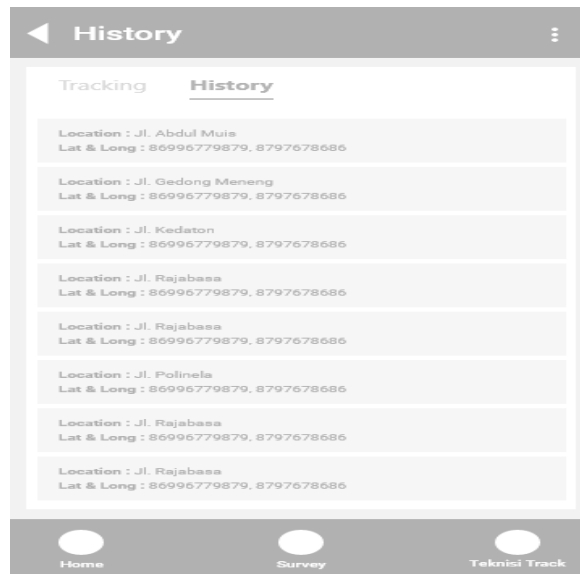 History
Tracking History
Location : Jl. Abdul Muis
Lat & Long : 86996779879, 8797678686
Location : Jl. Gedong Meneng
Lat & Long : 86996779879, 8797678686
Location : Jl. Kedaton
Lat & Long : 86996779879, 8797678686
Location : Jl. Rajabasa
Lat & Long : 86996779879, 8797678686
Location : Jl. Rajabasa
Lat & Long : 86996779879, 8797678686
Location : Jl. Polinela
Lat & Long : 86996779879, 8797678686
Location : Jl. Rajabasa
Lat & Long : 86996779879, 8797678686
Location : Jl. Rajabasa
Lat & Long : 86996779879, 8797678686
Home Survey Teknisi Track